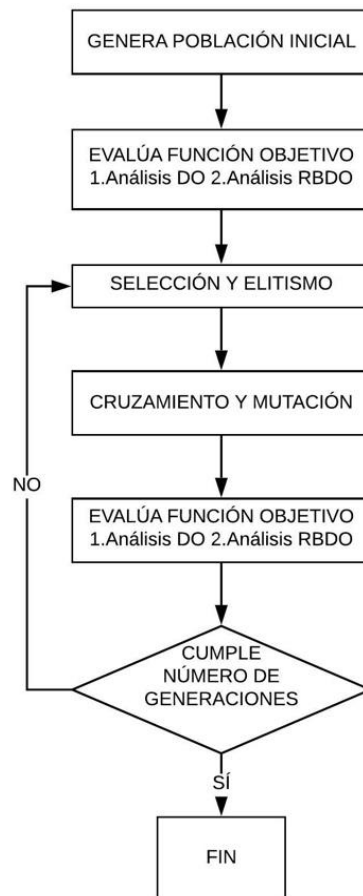 GENERA POBLACIÓN INICIAL
EVALÚA FUNCIÓN OBJETIVO
1.Análisis DO 2.Análisis RBDO
SELECCIÓN Y ELITISMO
CRUZAMIENTO Y MUTACIÓN
NO
EVALÚA FUNCIÓN OBJETIVO
1.Análisis DO 2.Análisis RBDO
CUMPLE
NÚMERO DE
GENERACIONES
SÍ
FIN